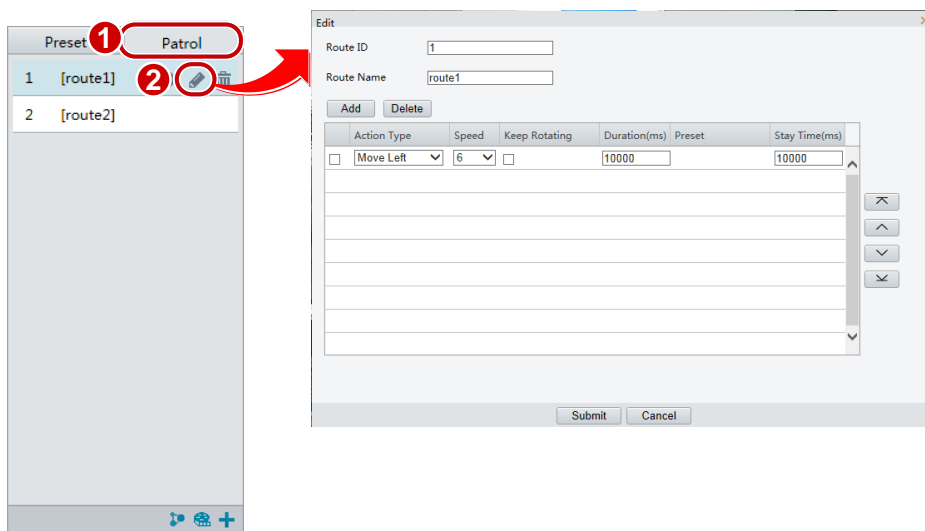 Preset
1
Patrol
1
[route1]
2
2
[route2]
Edit
Route ID
1
Route Name
route1
Add
Delete
Action Type
Speed
Keep Rotating
Duration(ms)
Preset
Stay Time(ms)
Move Left
6
10000
10000
Submit
Cancel